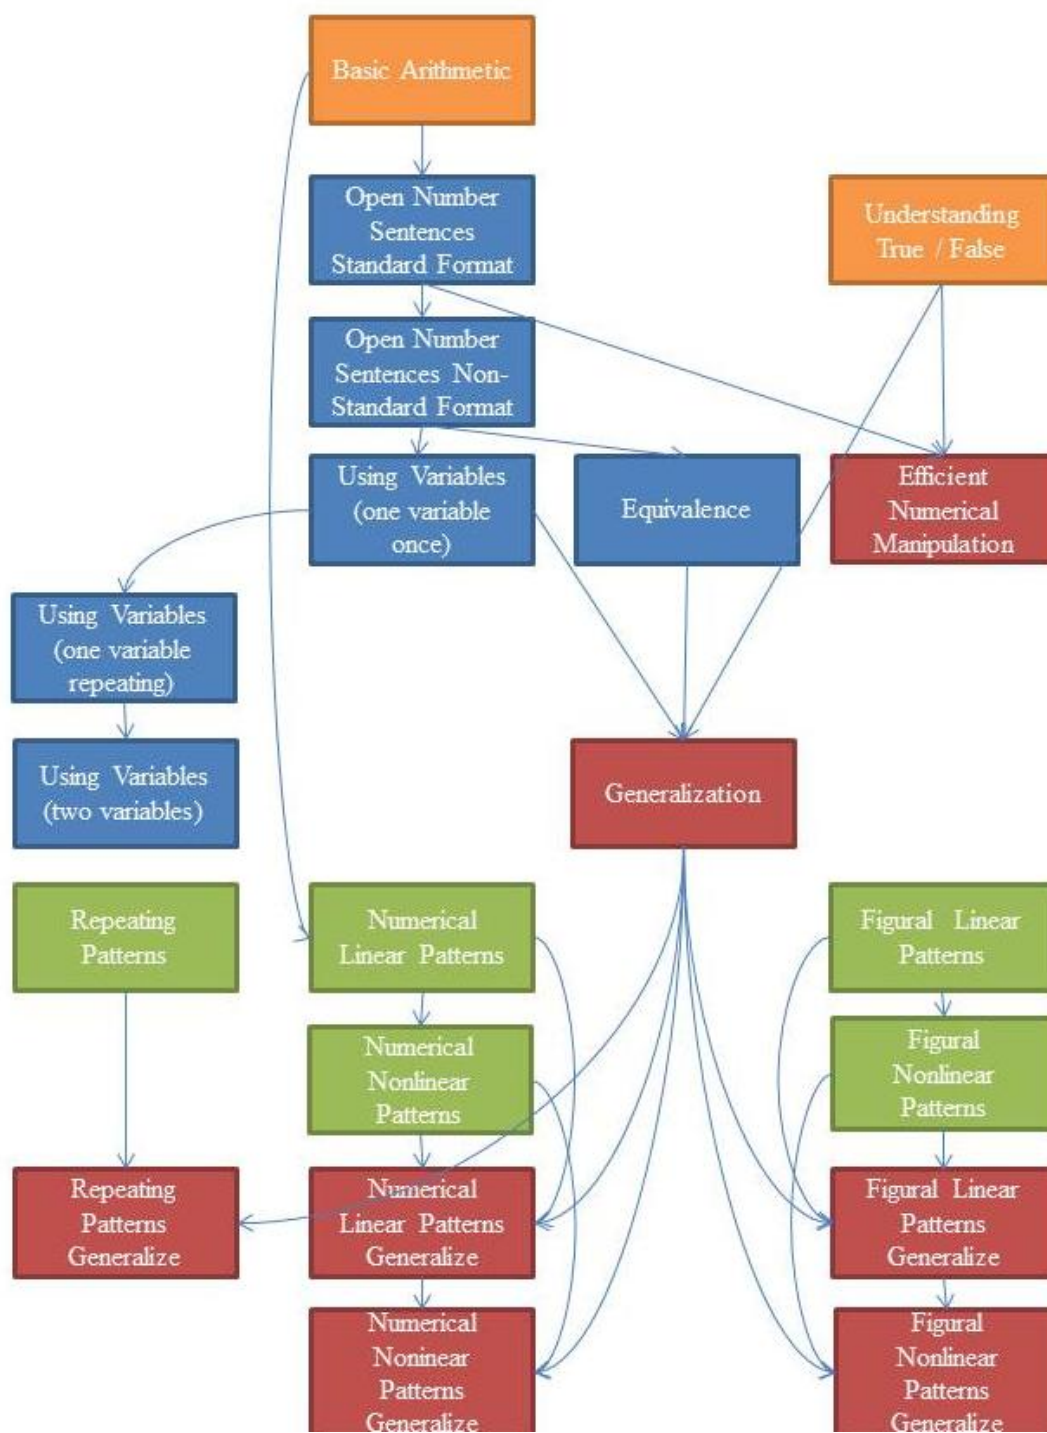 Basic Arithmetic
Open Number
Sentences
Standard Format
Understanding
True / False
Open Number
Sentences Non-
Standard Format
Using Variables
(one variable
once)
Equivalence
Efficient
Numerical
Manipulation
Using Variables
(one variable
repeating)
Using Variables
(two variables)
Generalization
Repeating
Patterns
Numerical
Linear Patterns
Figural Linear
Patterns
Numerical
Nonlinear
Patterns
Figural
Nonlinear
Patterns
Repeating
Patterns
Generalize
Numerical
Linear Patterns
Generalize
Figural Linear
Patterns
Generalize
Numerical
Noninear
Patterns
Generalize
Figural
Nonlinear
Patterns
Generalize